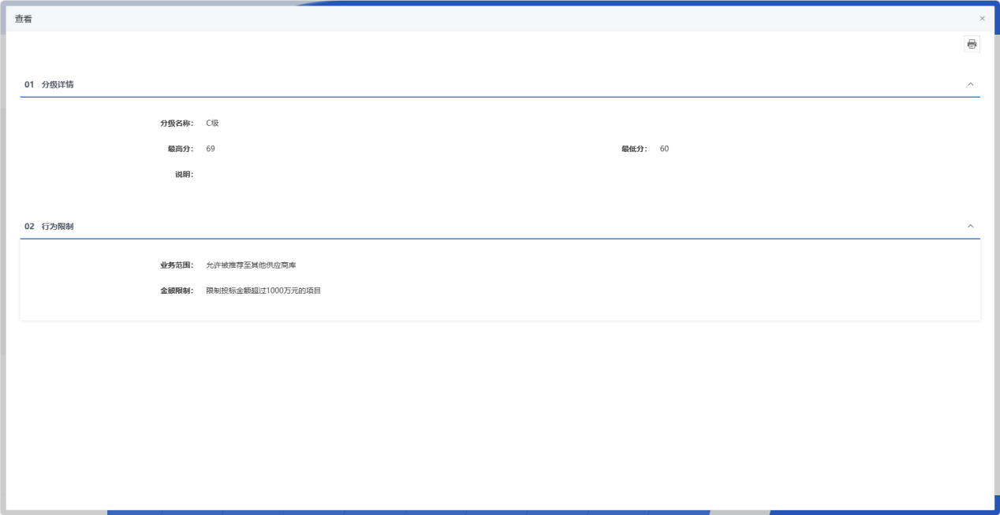 查看
×
01 分级详情
分级名称： C级
最高分： 69 最低分： 60
说明：
02 行为限制
业务范围： 允许被推荐至其他供应商库
金额限制： 限制投标金额超过1000万元的项目